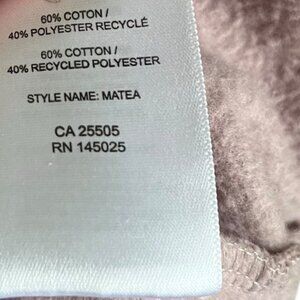 60% COTON /
40% POLYESTER RECYCLÉ
60% COTTON /
40% RECYCLED POLYESTER
STYLE NAME: MATEA
CA 25505
RN 145025